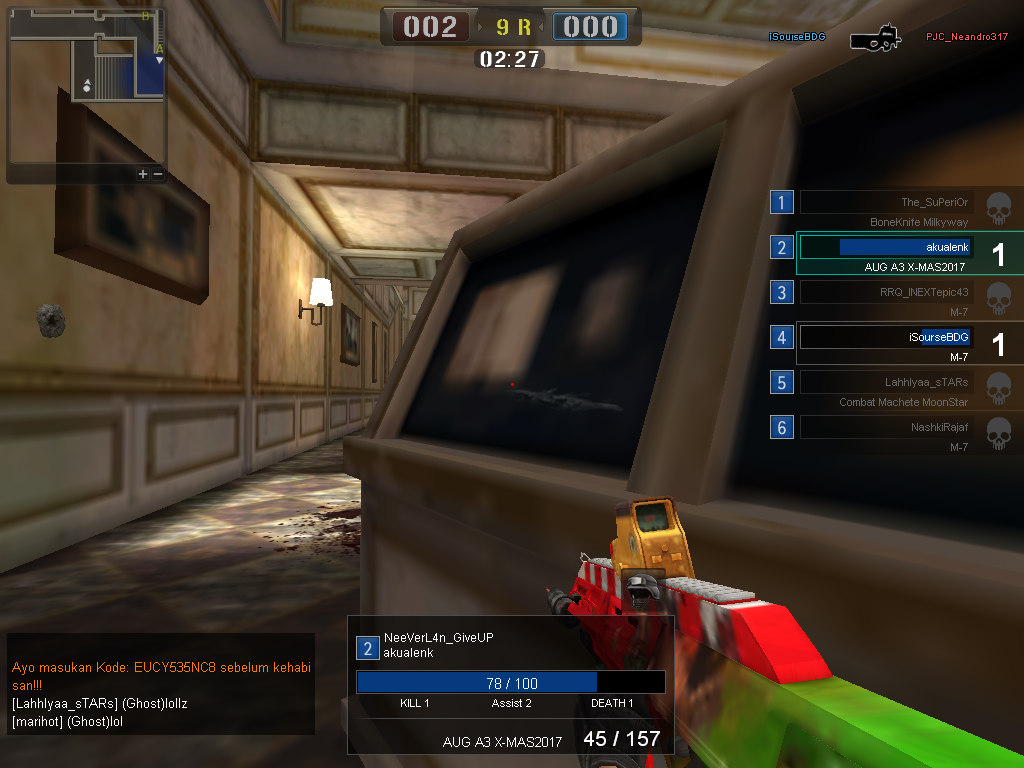 B
A
002
9 R
000
02:27
iSourseBDG
PJC_Neandro317
1
The_SuPeriOr
BoneKnife Milkyway
2
akualenk
AUG A3 X-MAS2017
1
3
RRQ_INEXTepic43
M-7
4
iSourseBDG
M-7
1
5
Lahhlyaa_sTARs
Combat Machete MoonStar
6
NashkiRajaf
M-7
Ayo masukan Kode: EUCY535NC8 sebelum kehabi
san!!!
[Lahhlyaa_sTARs] (Ghost)lollz
[marihot] (Ghost)lol
2
NeeVerL4n_GiveUP
akualenk
78 / 100
KILL 1 Assist 2 DEATH 1
AUG A3 X-MAS2017 45 / 157